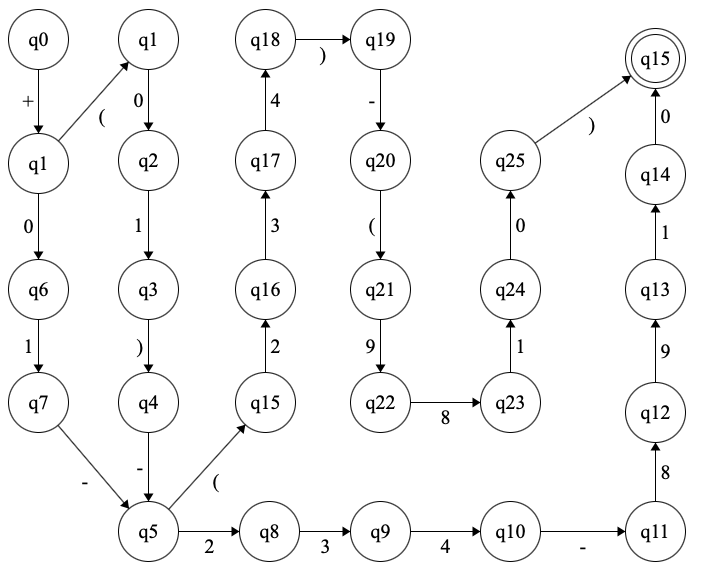 q0 q1 q18 ) q19 q15
+ ( 0 4 - ) 0
q1 q2 q17 q20 q25 q14
0 1 3 ( 0 1
q6 q3 q16 q21 q24 q13
1 ) 2 9 1 9
q7 q4 q15 q22 8 q23 q12
- - ( 8
q5 2 q8 3 q9 4 q10 - q11